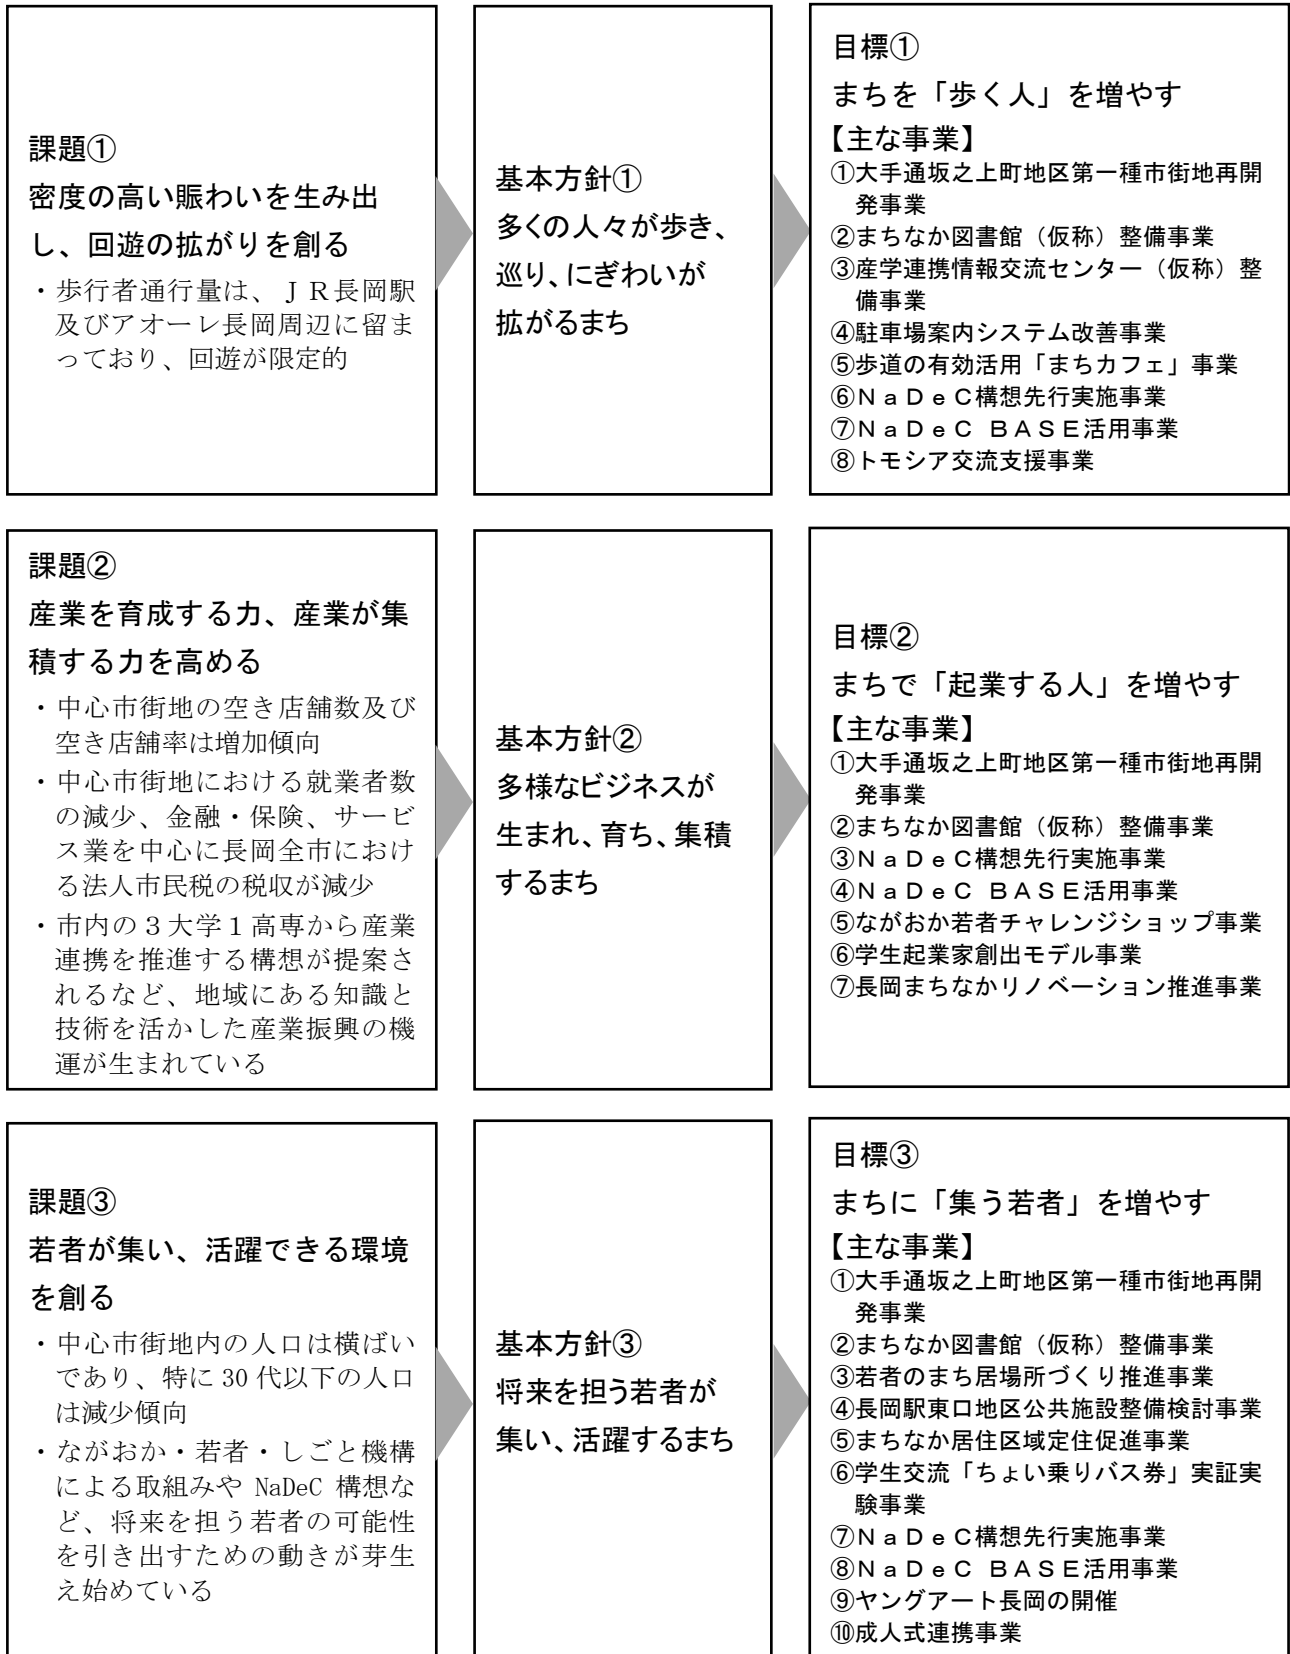 課題①
密度の高い賑わいを生み出
し、回遊の拡がりを創る
・歩行者通行量は、ＪＲ長岡駅
及びアオーレ長岡周辺に留ま
っており、回遊が限定的
基本方針①
多くの人々が歩き、
巡り、にぎわいが
拡がるまち
目標①
まちを「歩く人」を増やす
【主な事業】
①大手通坂之上町地区第一種市街地再開
発事業
②まちなか図書館（仮称）整備事業
③産学連携情報交流センター（仮称）整
備事業
④駐車場案内システム改善事業
⑤歩道の有効活用「まちカフェ」事業
⑥ＮａＤｅＣ構想先行実施事業
⑦ＮａＤｅＣ ＢＡＳＥ活用事業
⑧トモシア交流支援事業
課題②
産業を育成する力、産業が集
積する力を高める
・中心市街地の空き店舗数及び
空き店舗率は増加傾向
・中心市街地における就業者数
の減少、金融・保険、サービ
ス業を中心に長岡全市におけ
る法人市民税の税収が減少
・市内の３大学１高専から産業
連携を推進する構想が提案さ
れるなど、地域にある知識と
技術を活かした産業振興の機
運が生まれている
基本方針②
多様なビジネスが
生まれ、育ち、集積
するまち
目標②
まちで「起業する人」を増やす
【主な事業】
①大手通坂之上町地区第一種市街地再開
発事業
②まちなか図書館（仮称）整備事業
③ＮａＤｅＣ構想先行実施事業
④ＮａＤｅＣ ＢＡＳＥ活用事業
⑤ながおか若者チャレンジショップ事業
⑥学生起業家創出モデル事業
⑦長岡まちなかリノベーション推進事業
課題③
若者が集い、活躍できる環境
を創る
・中心市街地内の人口は横ばい
であり、特に 30 代以下の人口
は減少傾向
・ながおか・若者・しごと機構
による取組みや NaDeC 構想な
ど、将来を担う若者の可能性
を引き出すための動きが芽生
え始めている
基本方針③
将来を担う若者が
集い、活躍するまち
目標③
まちに「集う若者」を増やす
【主な事業】
①大手通坂之上町地区第一種市街地再開
発事業
②まちなか図書館（仮称）整備事業
③若者のまち居場所づくり推進事業
④長岡駅東口地区公共施設整備検討事業
⑤まちなか居住区域定住促進事業
⑥学生交流「ちょい乗りバス券」実証実
験事業
⑦ＮａＤｅＣ構想先行実施事業
⑧ＮａＤｅＣ ＢＡＳＥ活用事業
⑨ヤングアート長岡の開催
⑩成人式連携事業